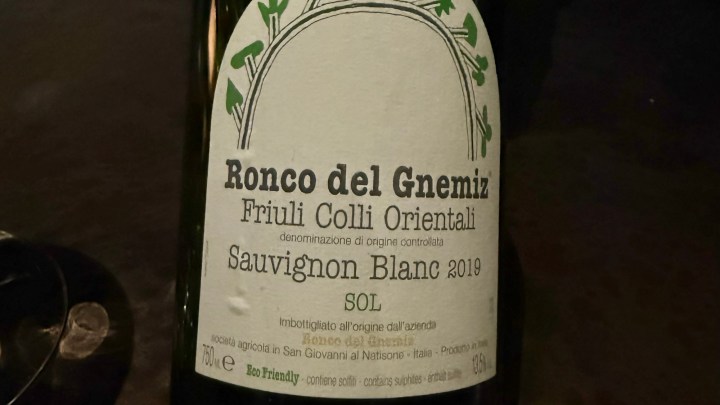 Ronco del Gnemiz
Friuli Colli Orientali
denominazione di origine controllata
Sauvignon Blanc 2019
SOL
Imbottigliato all'origine dall'azienda
Ronco del Gnemiz
società agricola in San Giovanni al Natisone - Italia - Prodotto in Italia
750 ML e 13,5%
Eco Friendly - contiene solfiti - contains sulphites - enthält sulfite